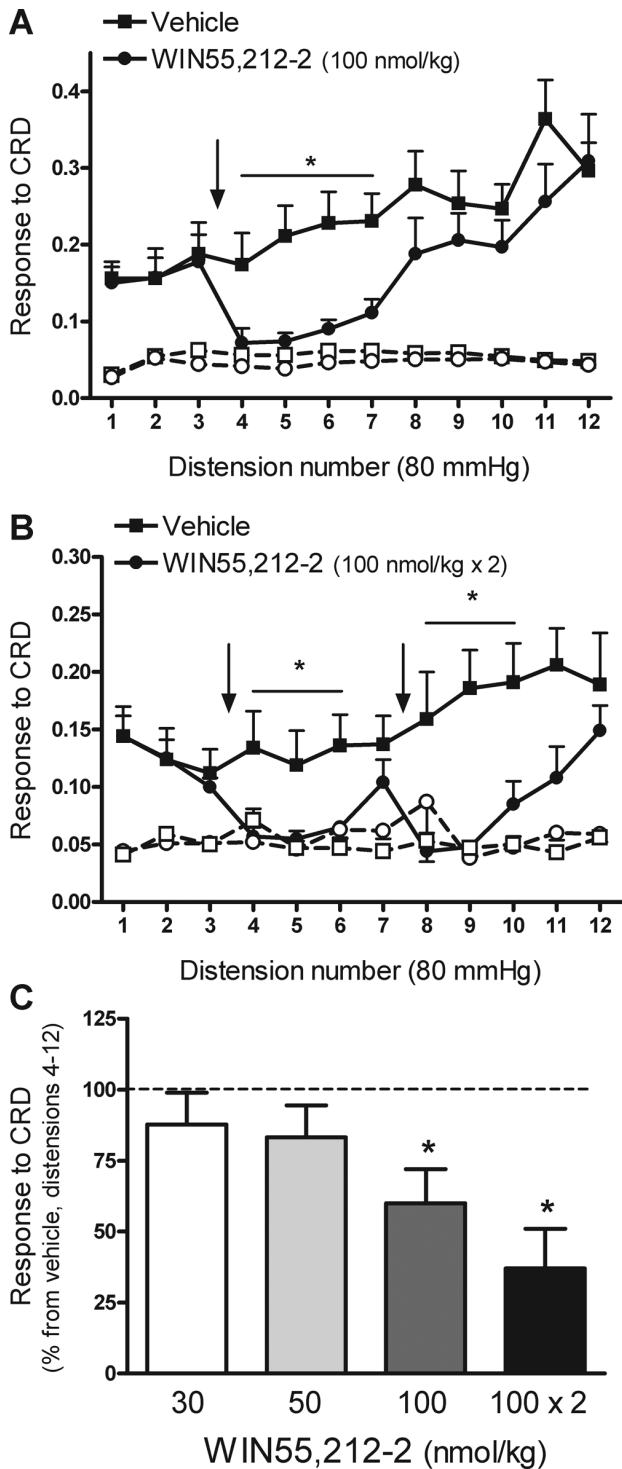 A
Vehicle
WIN55,212-2 (100 nmol/kg)
Response to CRD
0.4
0.3
0.2
0.1
0.0
*
1 2 3 4 5 6 7 8 9 10 11 12
Distension number (80 mmHg)
B
Vehicle
WIN55,212-2 (100 nmol/kg x 2)
Response to CRD
0.30
0.25
0.20
0.15
0.10
0.05
0.00
*
*
1 2 3 4 5 6 7 8 9 10 11 12
Distension number (80 mmHg)
C
Response to CRD
(% from vehicle, distensions 4-12)
125
100
75
50
25
0
*
*
30 50 100 100 x 2
WIN55,212-2 (nmol/kg)